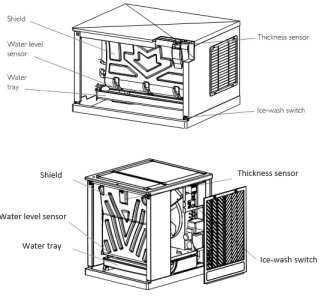 Shield
Thickness sensor
Water level
sensor
Water
tray
Ice-wash switch
Shield
Thickness sensor
Water level sensor
Water tray
Ice-wash switch